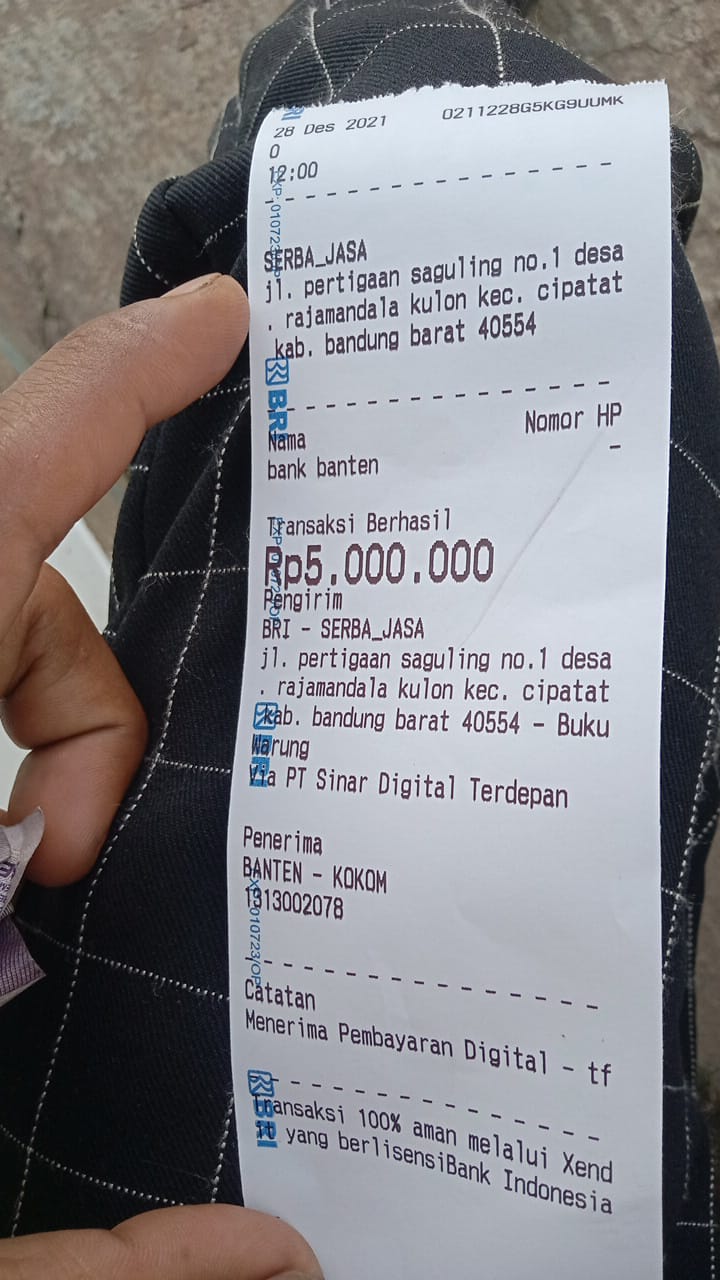 28 Des 2021 0211228G5KG9UUMK
0
12:00
SERBA_JASA
jl. pertigaan saguling no.1 desa
. rajamandala kulon kec. cipatat
kab. bandung barat 40554
BRI
Nama Nomor HP
bank banten -
Transaksi Berhasil
Rp5.000.000
Pengirim
BRI - SERBA_JASA
jl. pertigaan saguling no.1 desa
. rajamandala kulon kec. cipatat
kab. bandung barat 40554 - Buku
Warung
Via PT Sinar Digital Terdepan
Penerima
BANTEN - KOKOM
1313002078
Catatan
Menerima Pembayaran Digital - tf
BRI
Transaksi 100% aman melalui Xend
it yang berlisensiBank Indonesia